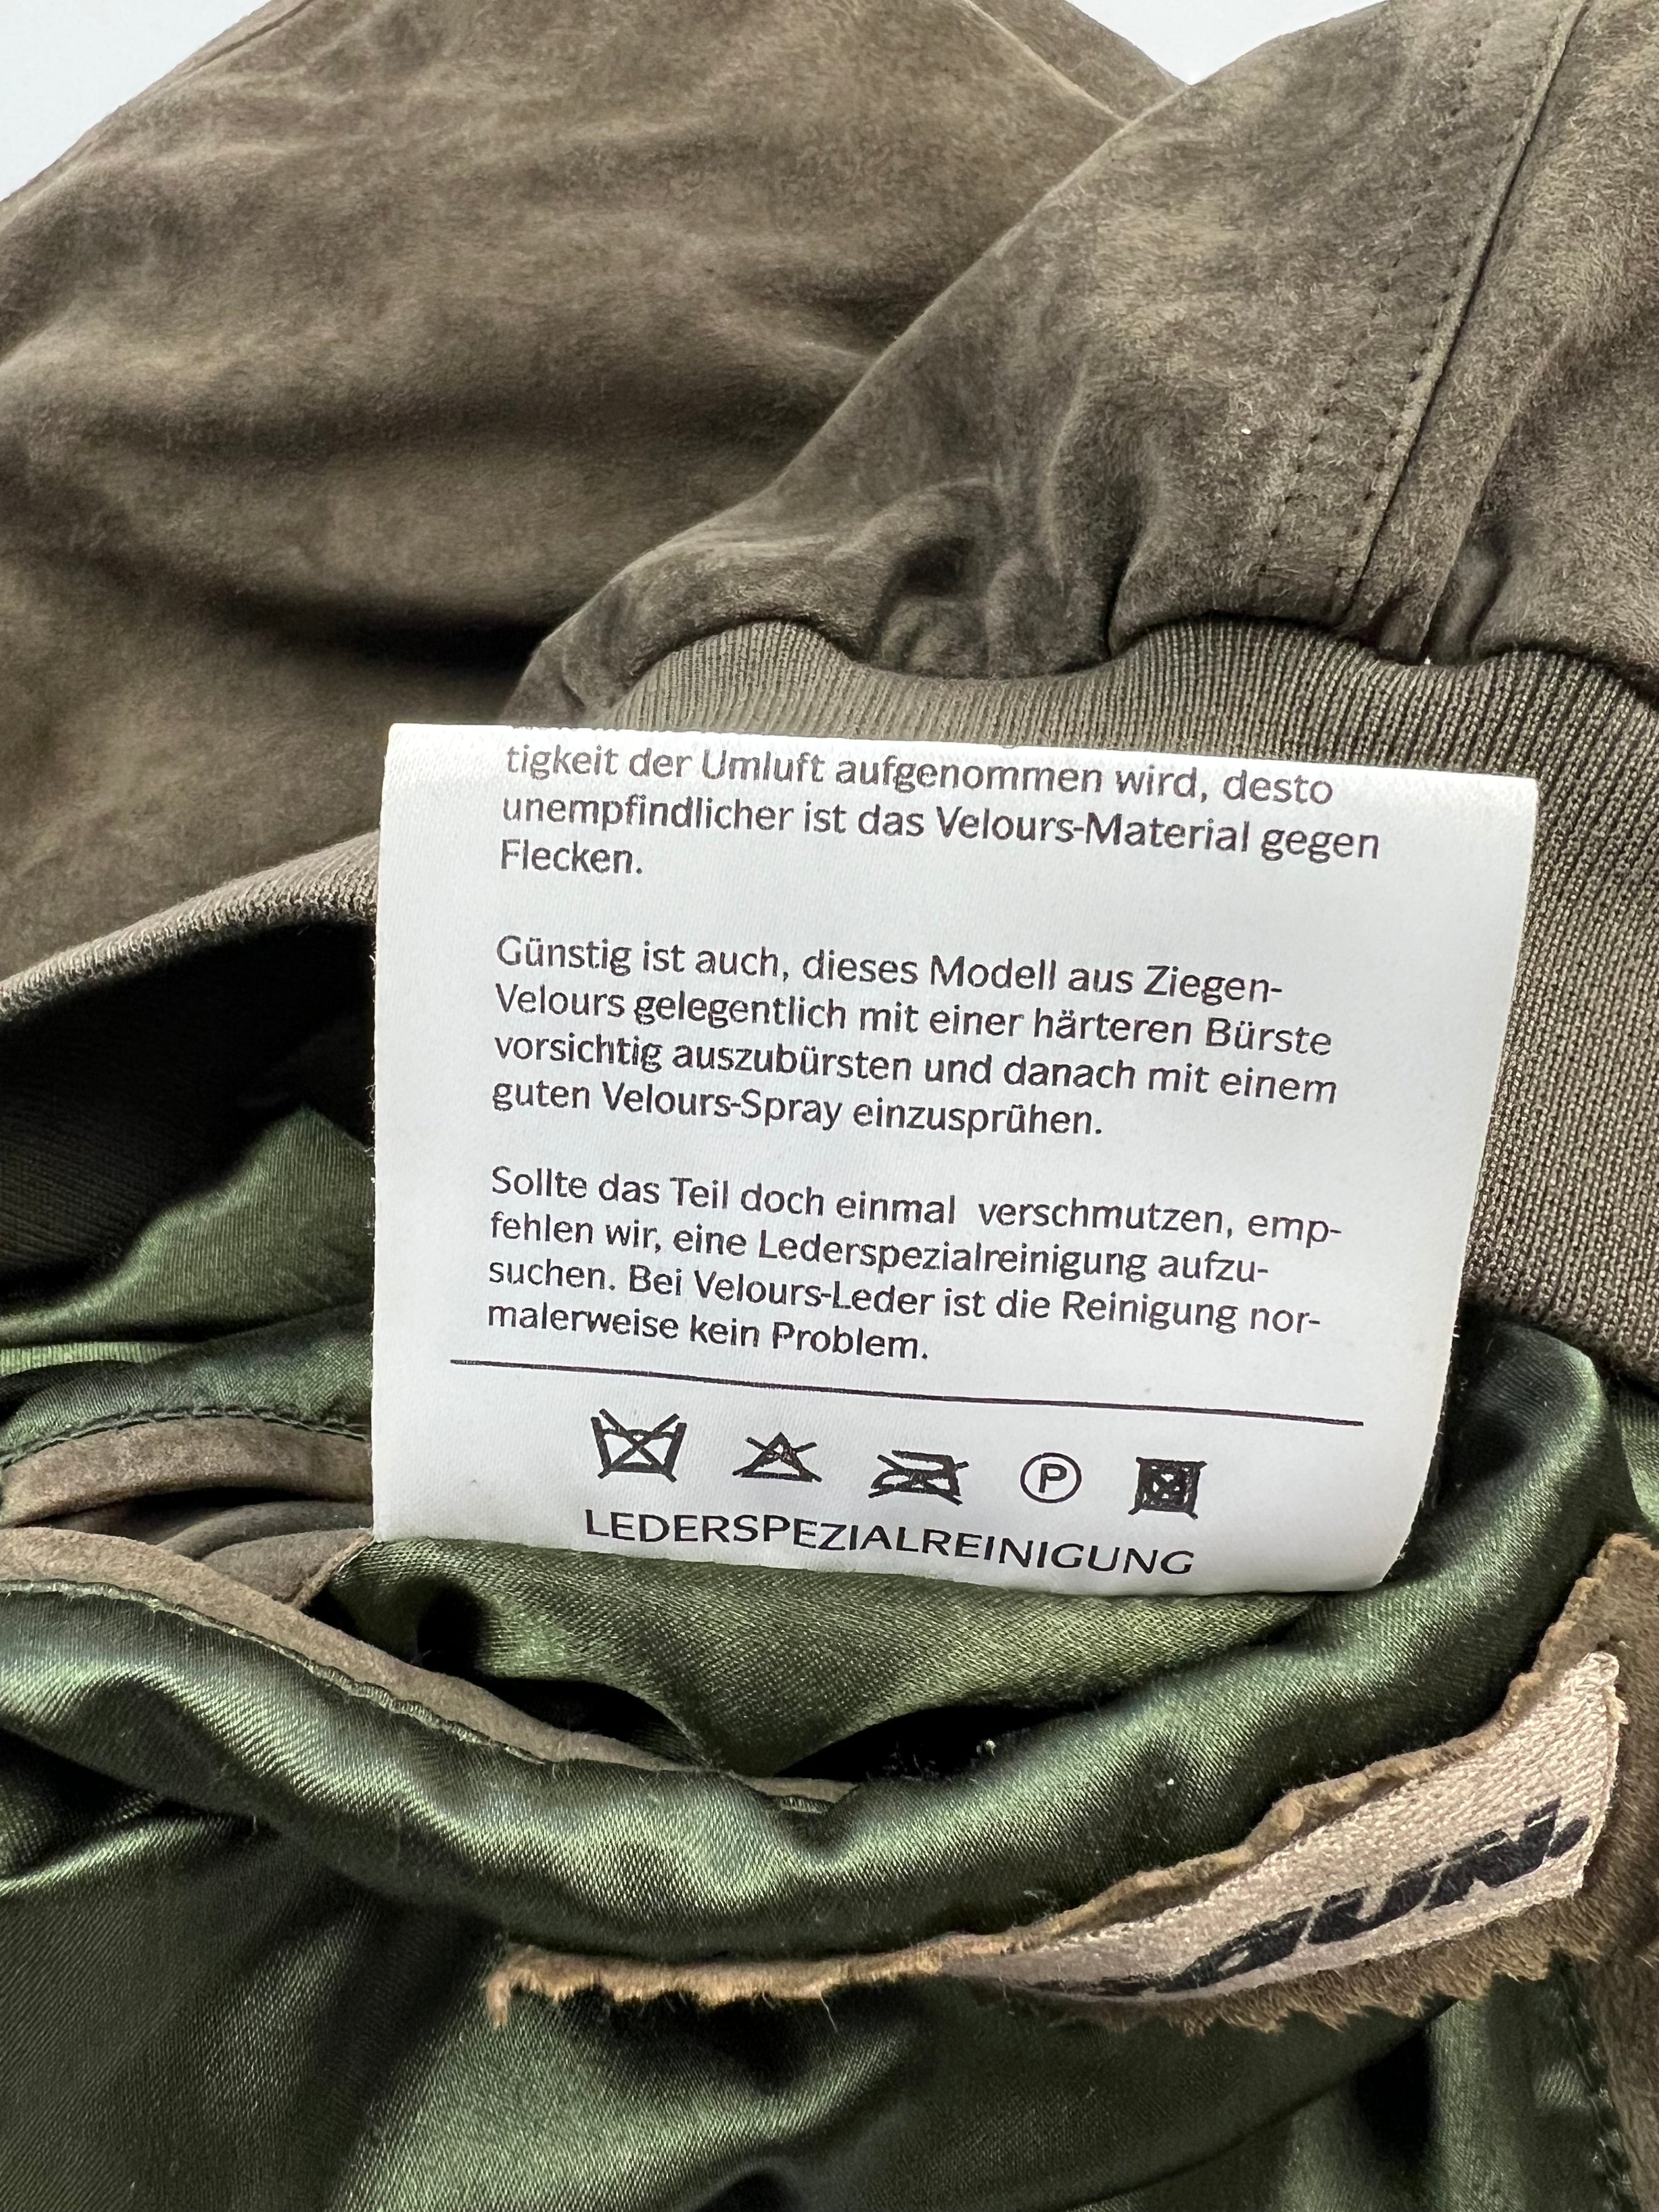 tigkeit der Umluft aufgenommen wird, desto
unempfindlicher ist das Velours-Material gegen
Flecken.
Günstig ist auch, dieses Modell aus Ziegen-
Velours gelegentlich mit einer härteren Bürste
vorsichtig auszubürsten und danach mit einem
guten Velours-Spray einzusprühen.
Sollte das Teil doch einmal verschmutzen, emp-
fehlen wir, eine Lederspezialreinigung aufzu-
suchen. Bei Velours-Leder ist die Reinigung nor-
malerweise kein Problem.
P
LEDERSPEZIALREINIGUNG